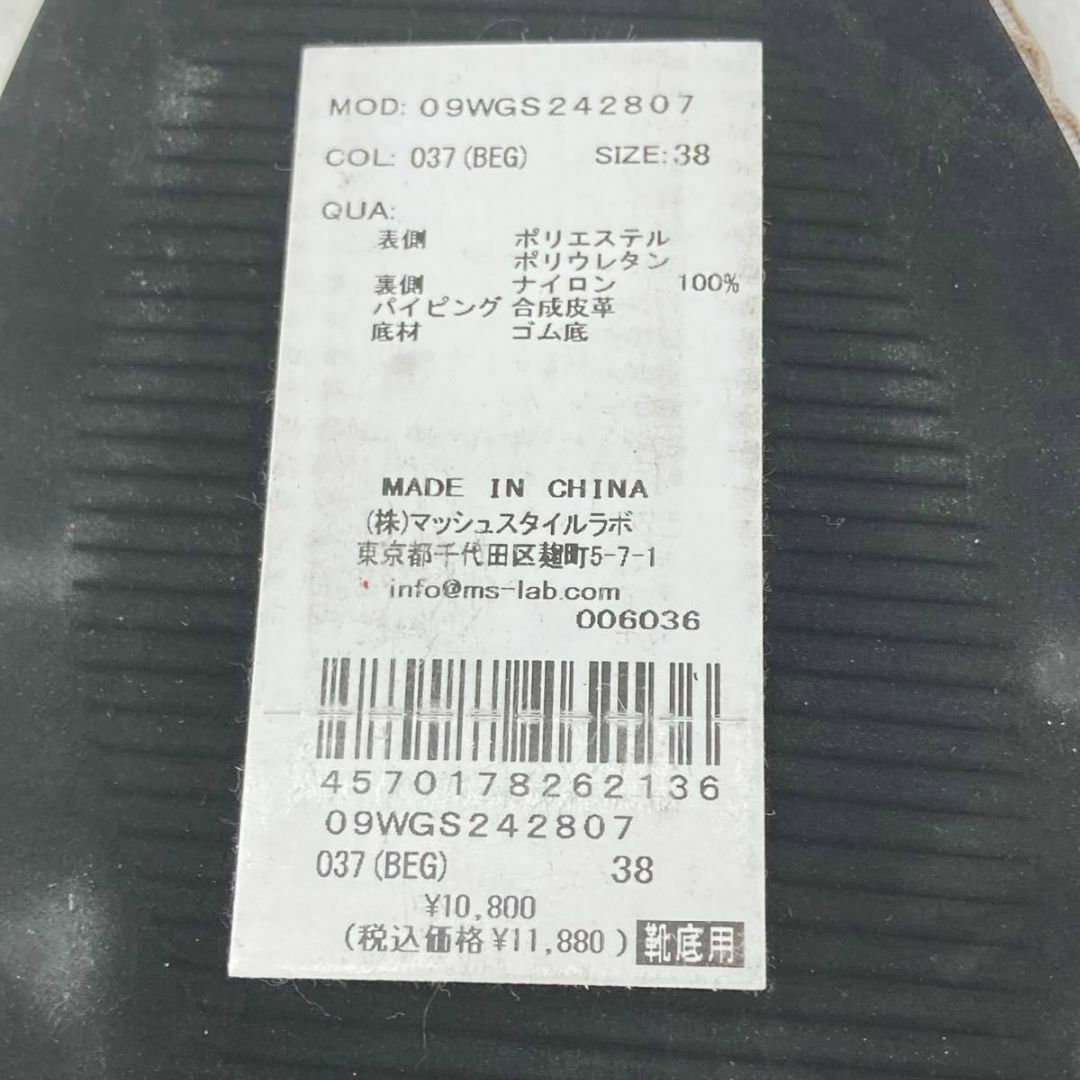 MOD: 09WGS242807
COL: 037(BEG) SIZE:38
QUA:
表側 ポリエステル
ポリウレタン
裏側 ナイロン 100%
パイピング 合成皮革
底材 ゴム底
MADE IN CHINA
(株)マッシュスタイルラボ
東京都千代田区麹町5-7-1
info@ms-lab.com
006036
4570178262136
09WGS242807
037(BEG) 38
¥10,800
(税込価格¥11,880) 靴底用